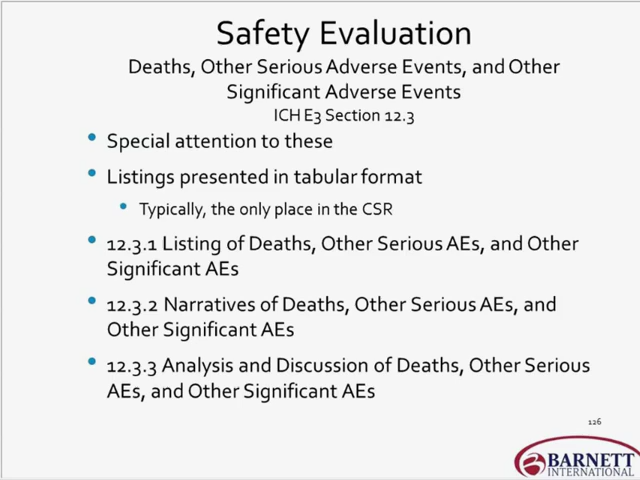 Safety Evaluation
Deaths, Other Serious Adverse Events, and Other
Significant Adverse Events
ICH E3 Section 12.3
• Special attention to these
• Listings presented in tabular format
• Typically, the only place in the CSR
• 12.3.1 Listing of Deaths, Other Serious AEs, and Other
Significant AEs
• 12.3.2 Narratives of Deaths, Other Serious AEs, and
Other Significant AEs
• 12.3.3 Analysis and Discussion of Deaths, Other Serious
AEs, and Other Significant AEs
126
BARNETT
INTERNATIONAL